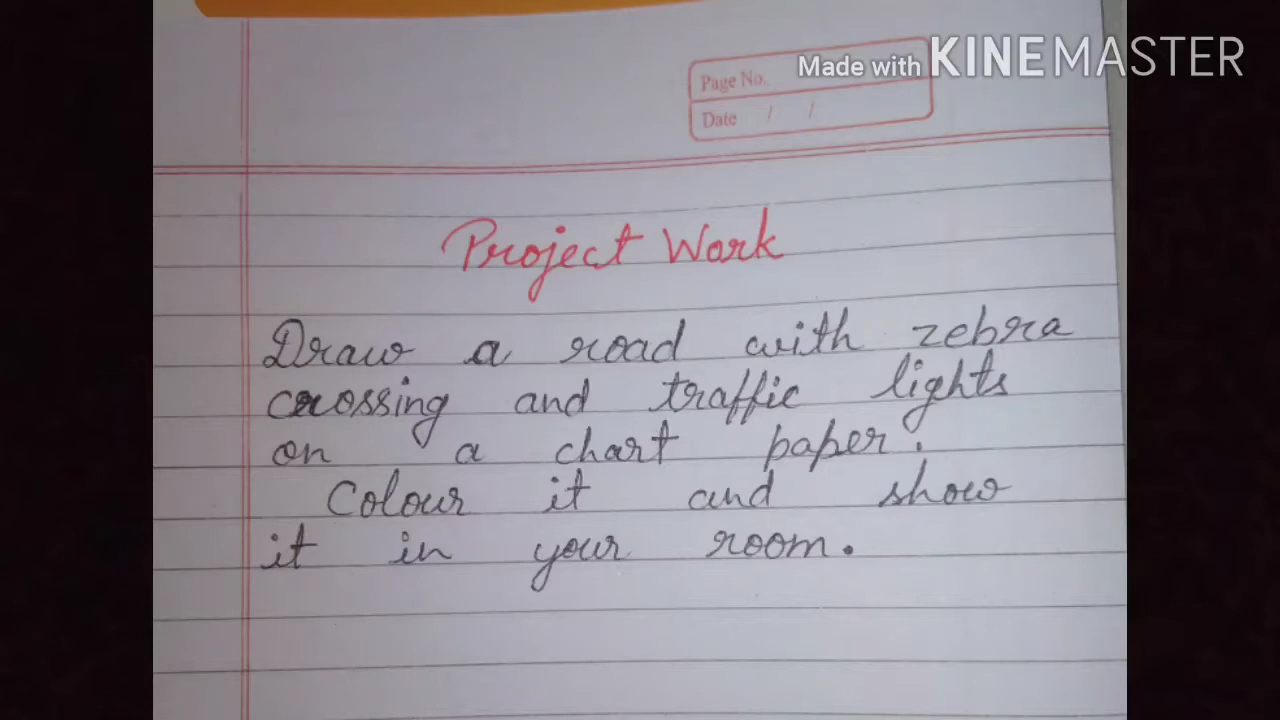 Made with KINEMASTER
Page No.
Date / /
Project Work
Draw a road with zebra
crossing and traffic lights
on a chart paper.
Colour it and show
it in your room.